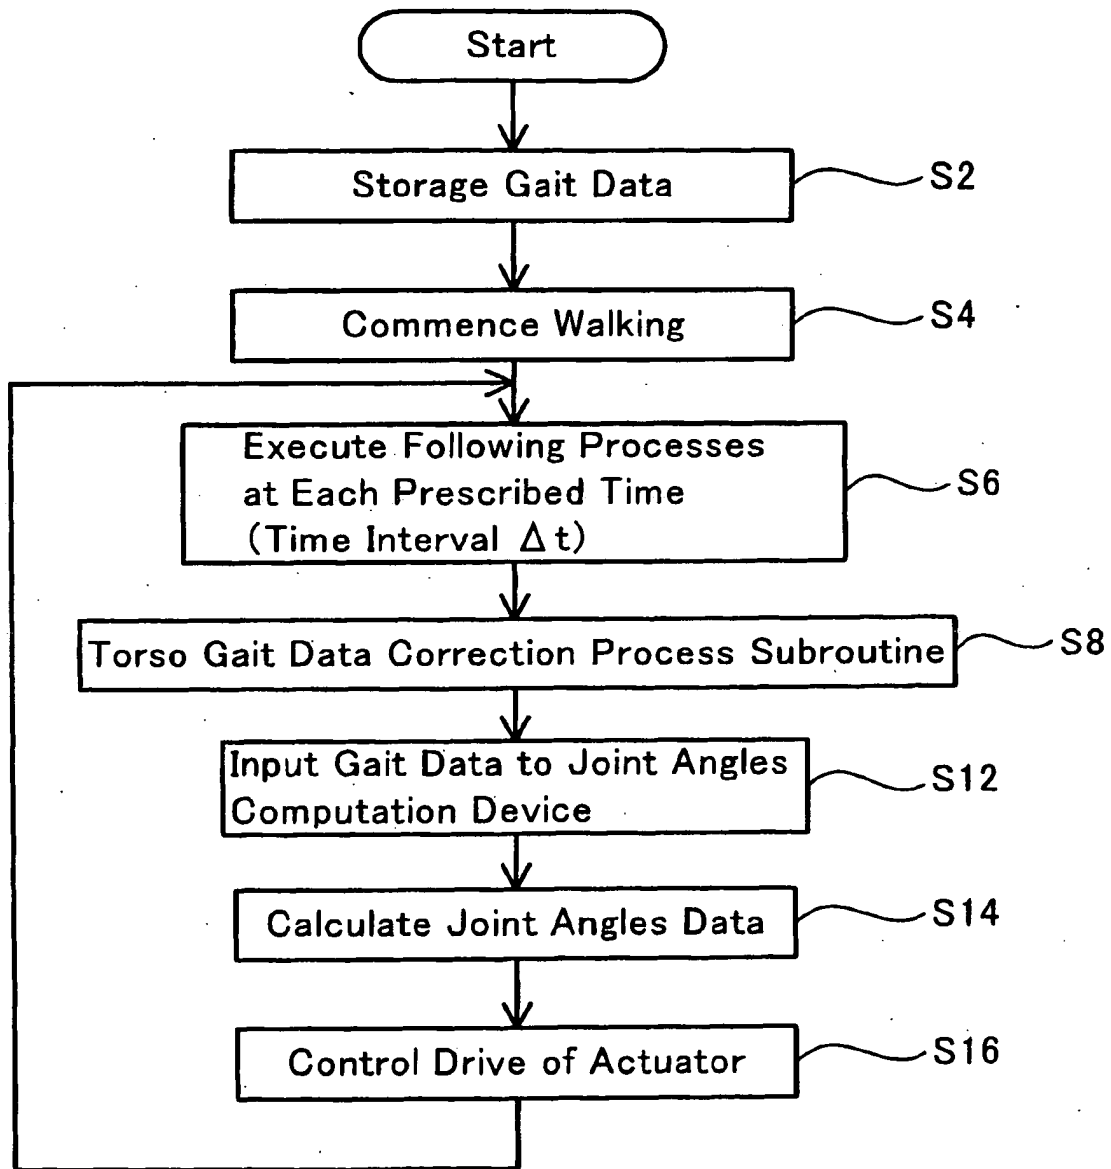 Start
Storage Gait Data
S2
Commence Walking
S4
Execute Following Processes
at Each Prescribed Time
(Time Interval Δt)
S6
Torso Gait Data Correction Process Subroutine
S8
Input Gait Data to Joint Angles
Computation Device
S12
Calculate Joint Angles Data
S14
Control Drive of Actuator
S16